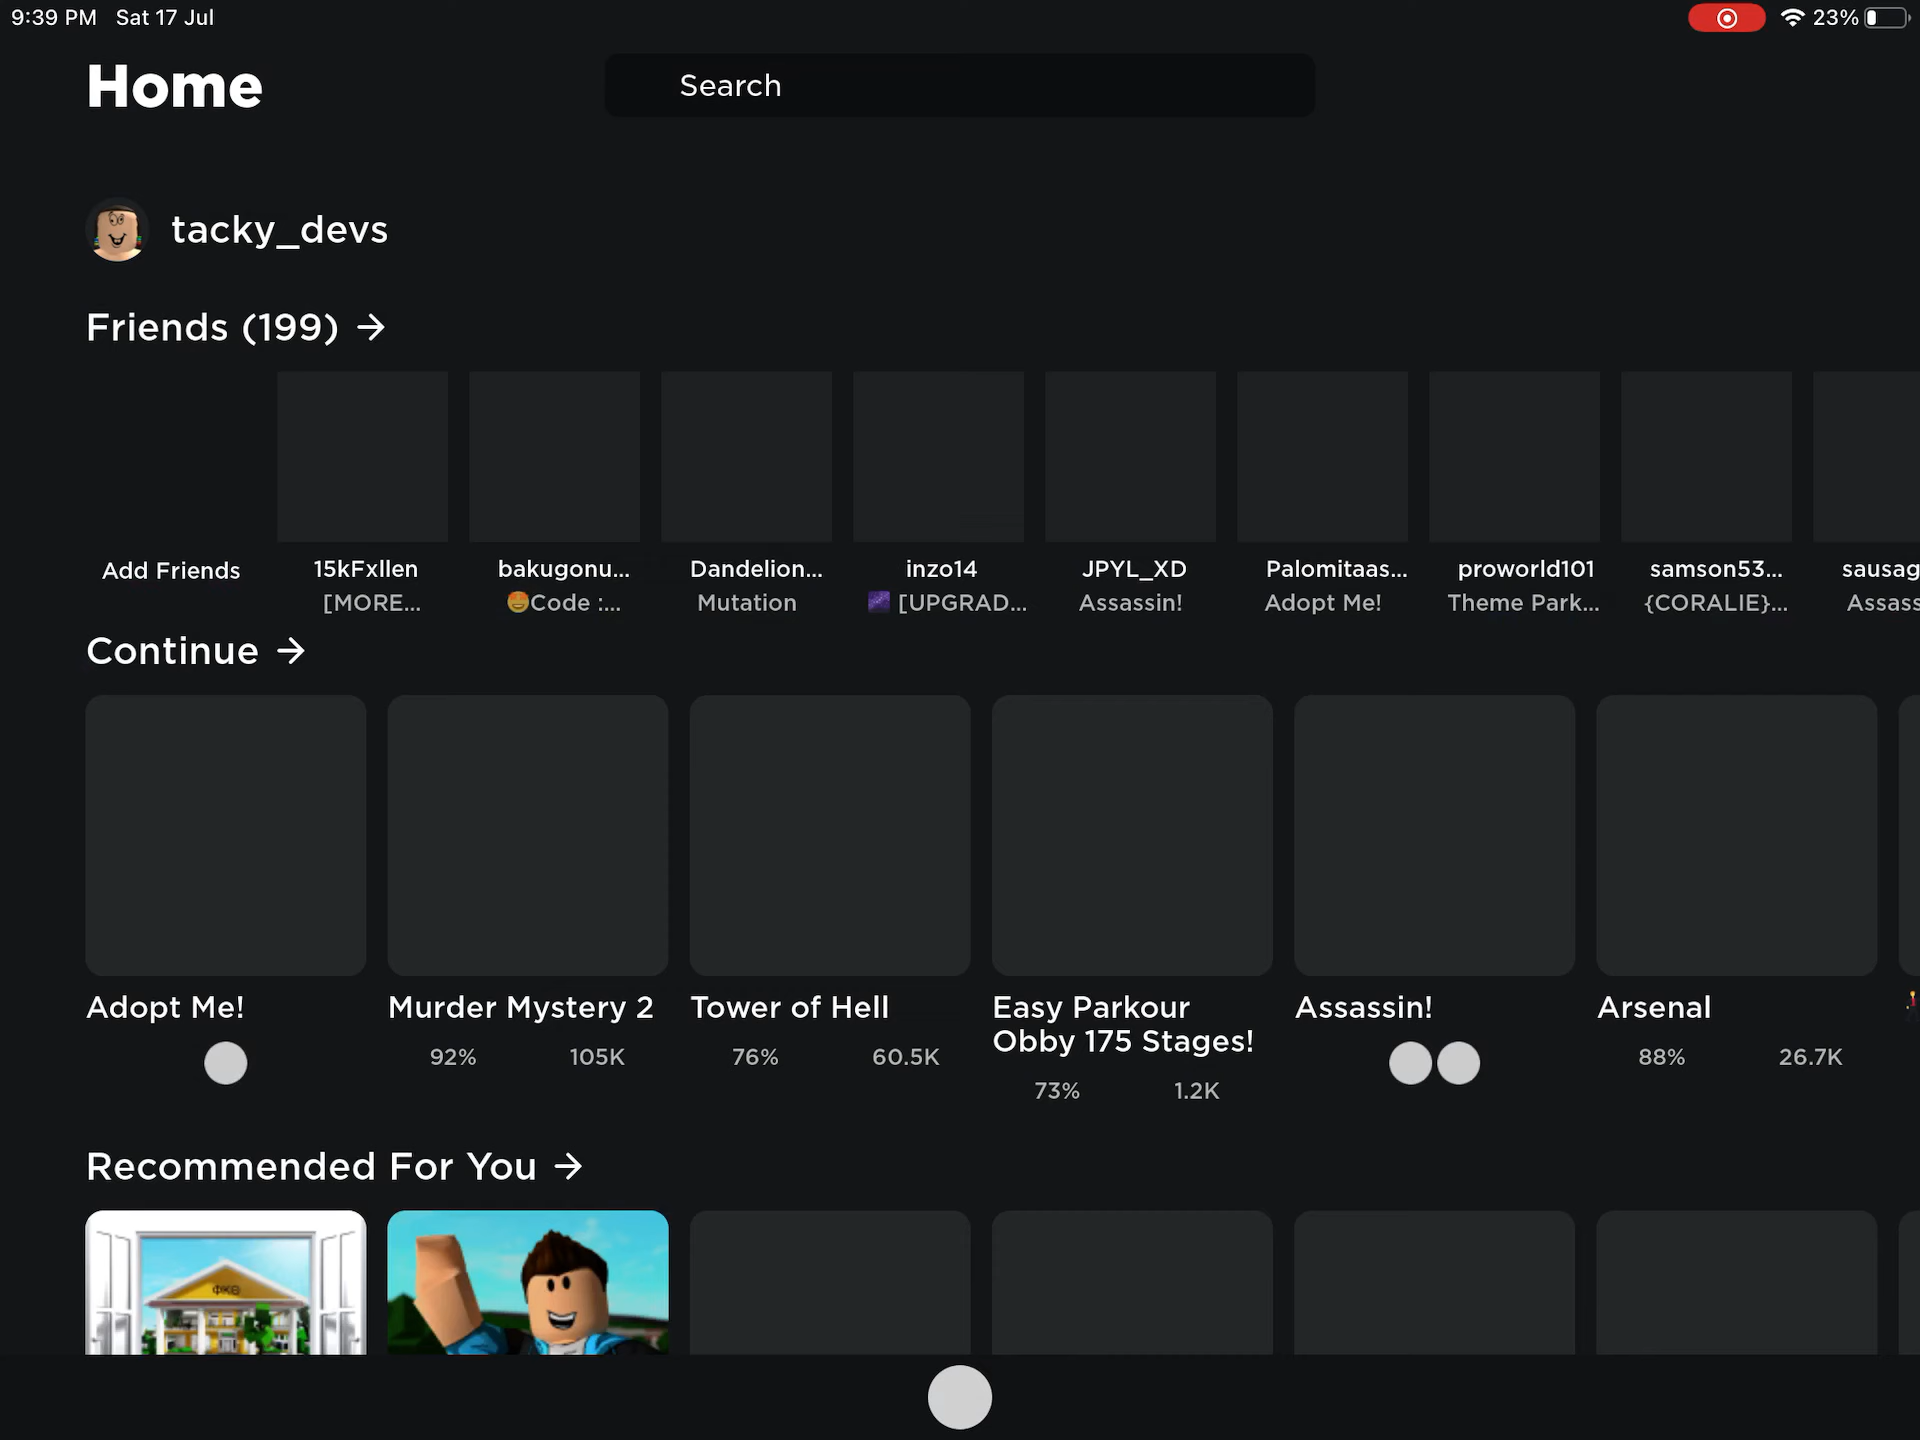 9:39 PM Sat 17 Jul
23%
Home
Search
tacky_devs
Friends (199) →
Add Friends
15kFxllen
[MORE...
bakugonu...
🤩Code :...
Dandelion...
Mutation
inzo14
🌌 [UPGRAD...
JPYL_XD
Assassin!
Palomitaas...
Adopt Me!
proworld101
Theme Park...
samson53...
{CORALIE}...
sausag
Assass
Continue →
Adopt Me!
Murder Mystery 2
92% 105K
Tower of Hell
76% 60.5K
Easy Parkour
Obby 175 Stages!
73% 1.2K
Assassin!
Arsenal
88% 26.7K
Recommended For You →
ΦΚΘ